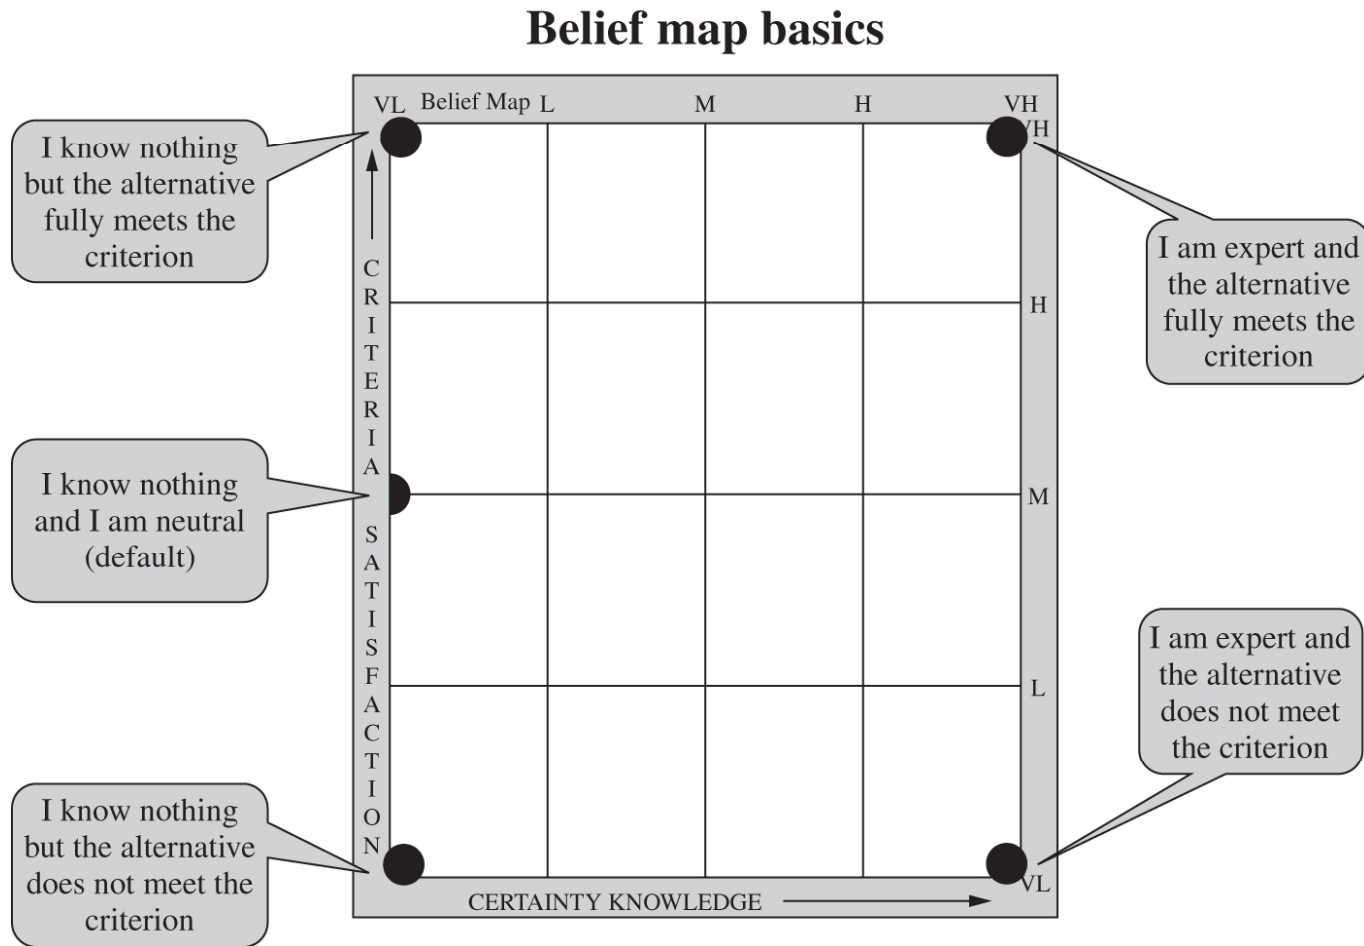 Belief map basics
VL Belief Map L M H VH
VH
I know nothing
but the alternative
fully meets the
criterion
I am expert and
the alternative
fully meets the
criterion
H
CRITERIA SATISFACTION
I know nothing
and I am neutral
(default)
M
I am expert and
the alternative
does not meet
the criterion
L
I know nothing
but the alternative
does not meet the
criterion
VL
CERTAINTY KNOWLEDGE